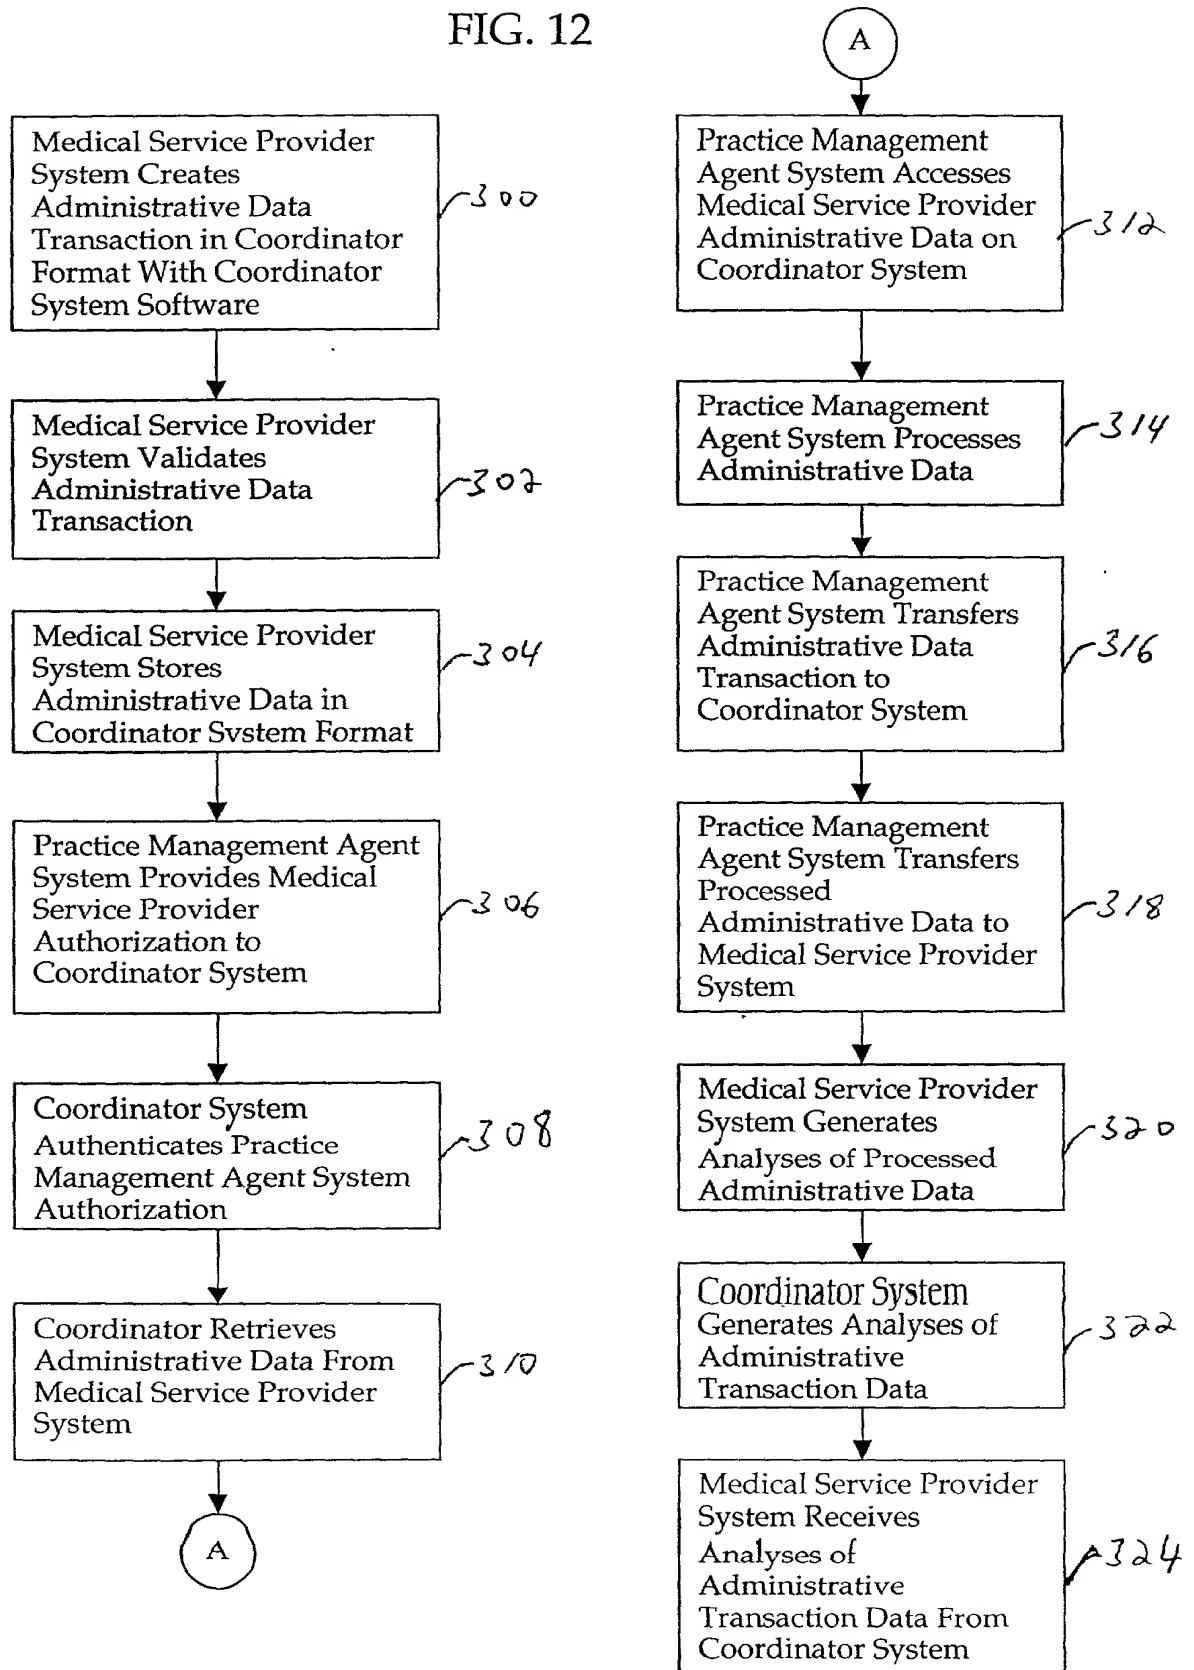 FIG. 12
Medical Service Provider
System Creates
Administrative Data
Transaction in Coordinator
Format With Coordinator
System Software
300
Medical Service Provider
System Validates
Administrative Data
Transaction
302
Medical Service Provider
System Stores
Administrative Data in
Coordinator System Format
304
Practice Management Agent
System Provides Medical
Service Provider
Authorization to
Coordinator System
306
Coordinator System
Authenticates Practice
Management Agent System
Authorization
308
Coordinator Retrieves
Administrative Data From
Medical Service Provider
System
310
A
A
Practice Management
Agent System Accesses
Medical Service Provider
Administrative Data on
Coordinator System
312
Practice Management
Agent System Processes
Administrative Data
314
Practice Management
Agent System Transfers
Administrative Data
Transaction to
Coordinator System
316
Practice Management
Agent System Transfers
Processed
Administrative Data to
Medical Service Provider
System
318
Medical Service Provider
System Generates
Analyses of Processed
Administrative Data
320
Coordinator System
Generates Analyses of
Administrative
Transaction Data
322
Medical Service Provider
System Receives
Analyses of
Administrative
Transaction Data From
Coordinator System
324